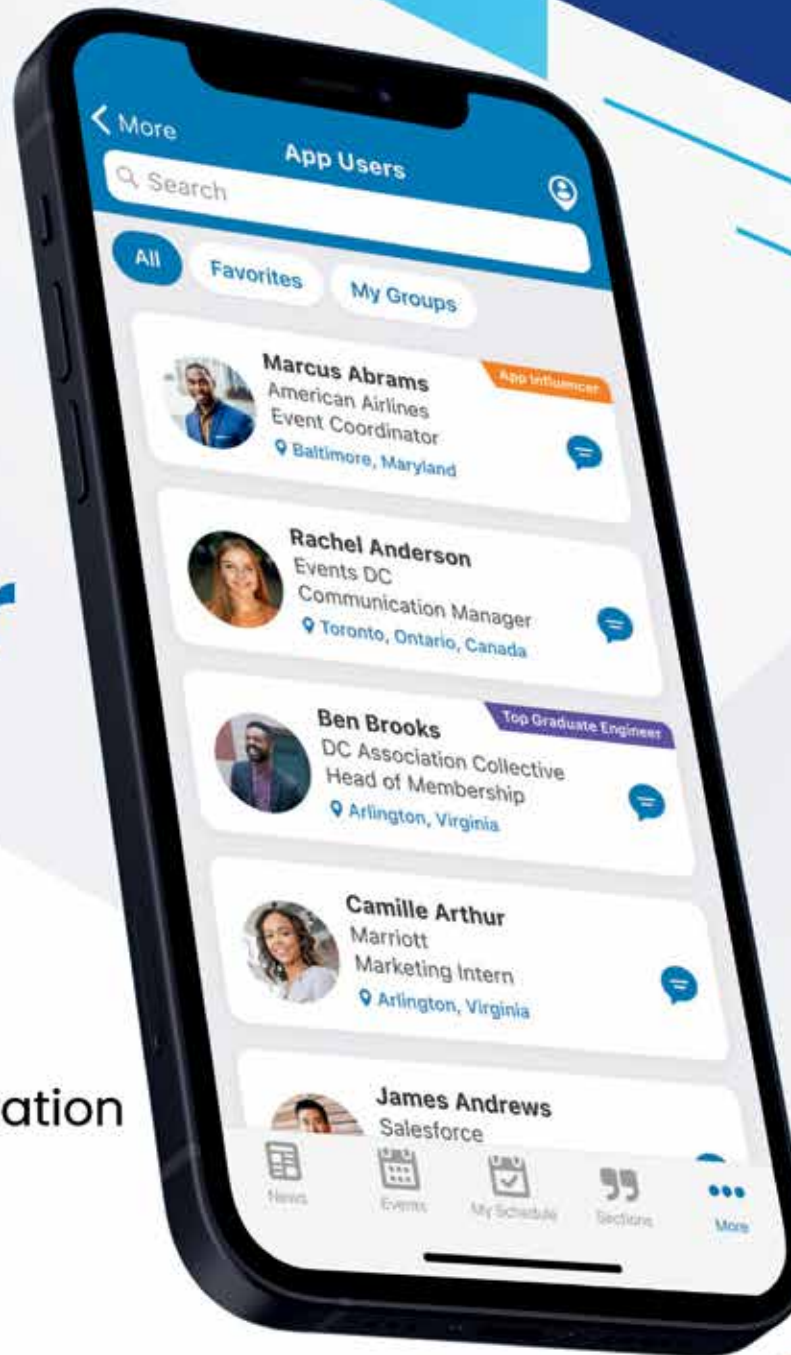 More
App Users
Search
All
Favorites
My Groups
Marcus Abrams
App Influencer
American Airlines
Event Coordinator
Baltimore, Maryland
Rachel Anderson
Events DC
Communication Manager
Toronto, Ontario, Canada
Ben Brooks
Top Graduate Engineer
DC Association Collective
Head of Membership
Arlington, Virginia
Camille Arthur
Marriott
Marketing Intern
Arlington, Virginia
James Andrews
Salesforce
ation
News
Events
My Schedule
Sections
More